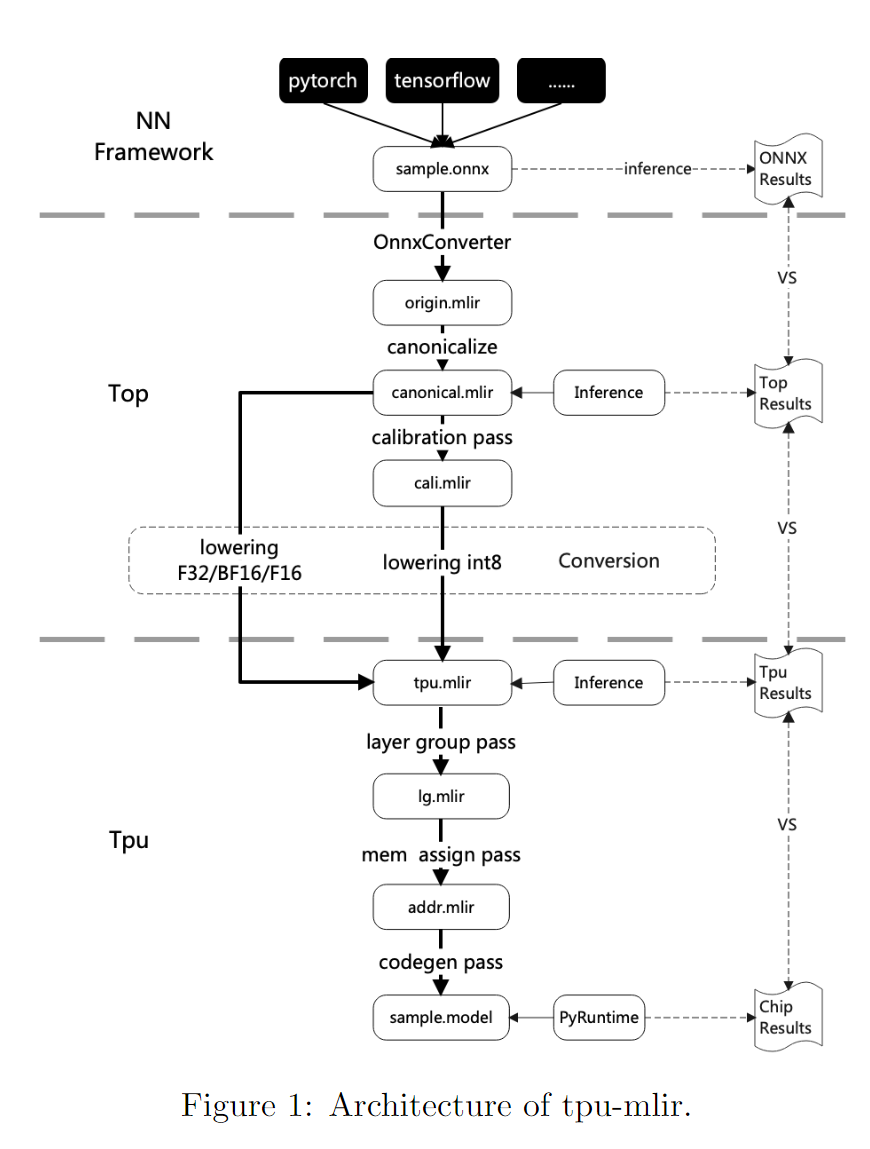 pytorch
tensorflow
......
NN
Framework
sample.onnx
inference
ONNX
Results
OnnxConverter
VS
origin.mlir
canonicalize
Top
canonical.mlir
Inference
Top
Results
calibration pass
cali.mlir
VS
lowering
F32/BF16/F16
lowering int8
Conversion
tpu.mlir
Inference
Tpu
Results
layer group pass
lg.mlir
VS
Tpu
mem assign pass
addr.mlir
codegen pass
sample.model
PyRuntime
Chip
Results
Figure 1: Architecture of tpu-mlir.